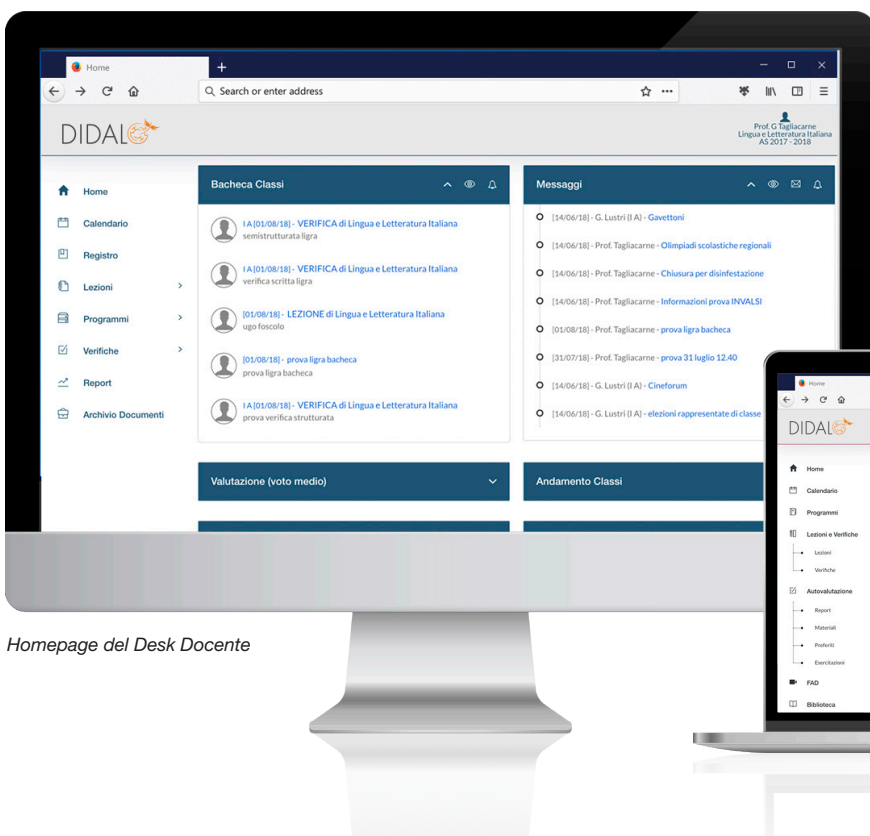 Home
+
Search or enter address
DIDAL
Prof. G Tagliacarne
Lingua e Letteratura Italiana
AS 2017 - 2018
Home
Calendario
Registro
Lezioni
Programmi
Verifiche
Report
Archivio Documenti
Bacheca Classi
I A [01/08/18] - VERIFICA di Lingua e Letteratura Italiana
semistrutturata ligra
I A [01/08/18] - VERIFICA di Lingua e Letteratura Italiana
verifica scritta ligra
[01/08/18] - LEZIONE di Lingua e Letteratura Italiana
ugo foscolo
[01/08/18] - prova ligra bacheca
prova ligra bacheca
I A [01/08/18] - VERIFICA di Lingua e Letteratura Italiana
prova verifica strutturata
Messaggi
[14/06/18] - G. Lustri (I A) - Gavettoni
[14/06/18] - Prof. Tagliacarne - Olimpiadi scolastiche regionali
[14/06/18] - Prof. Tagliacarne - Chiusura per disinfestazione
[14/06/18] - Prof. Tagliacarne - Informazioni prova INVALSI
[01/08/18] - Prof. Tagliacarne - prova ligra bacheca
[31/07/18] - Prof. Tagliacarne - prova 31 luglio 12.40
[14/06/18] - G. Lustri (I A) - Cineforum
[14/06/18] - G. Lustri (I A) - elezioni rappresentate di classe
Valutazione (voto medio)
Andamento Classi
Homepage del Desk Docente
Home
DIDAL
Home
Calendario
Programmi
Lezioni e Verifiche
Lezioni
Verifiche
Autovalutazione
Report
Materiali
Preferiti
Esercitazioni
FAD
Biblioteca